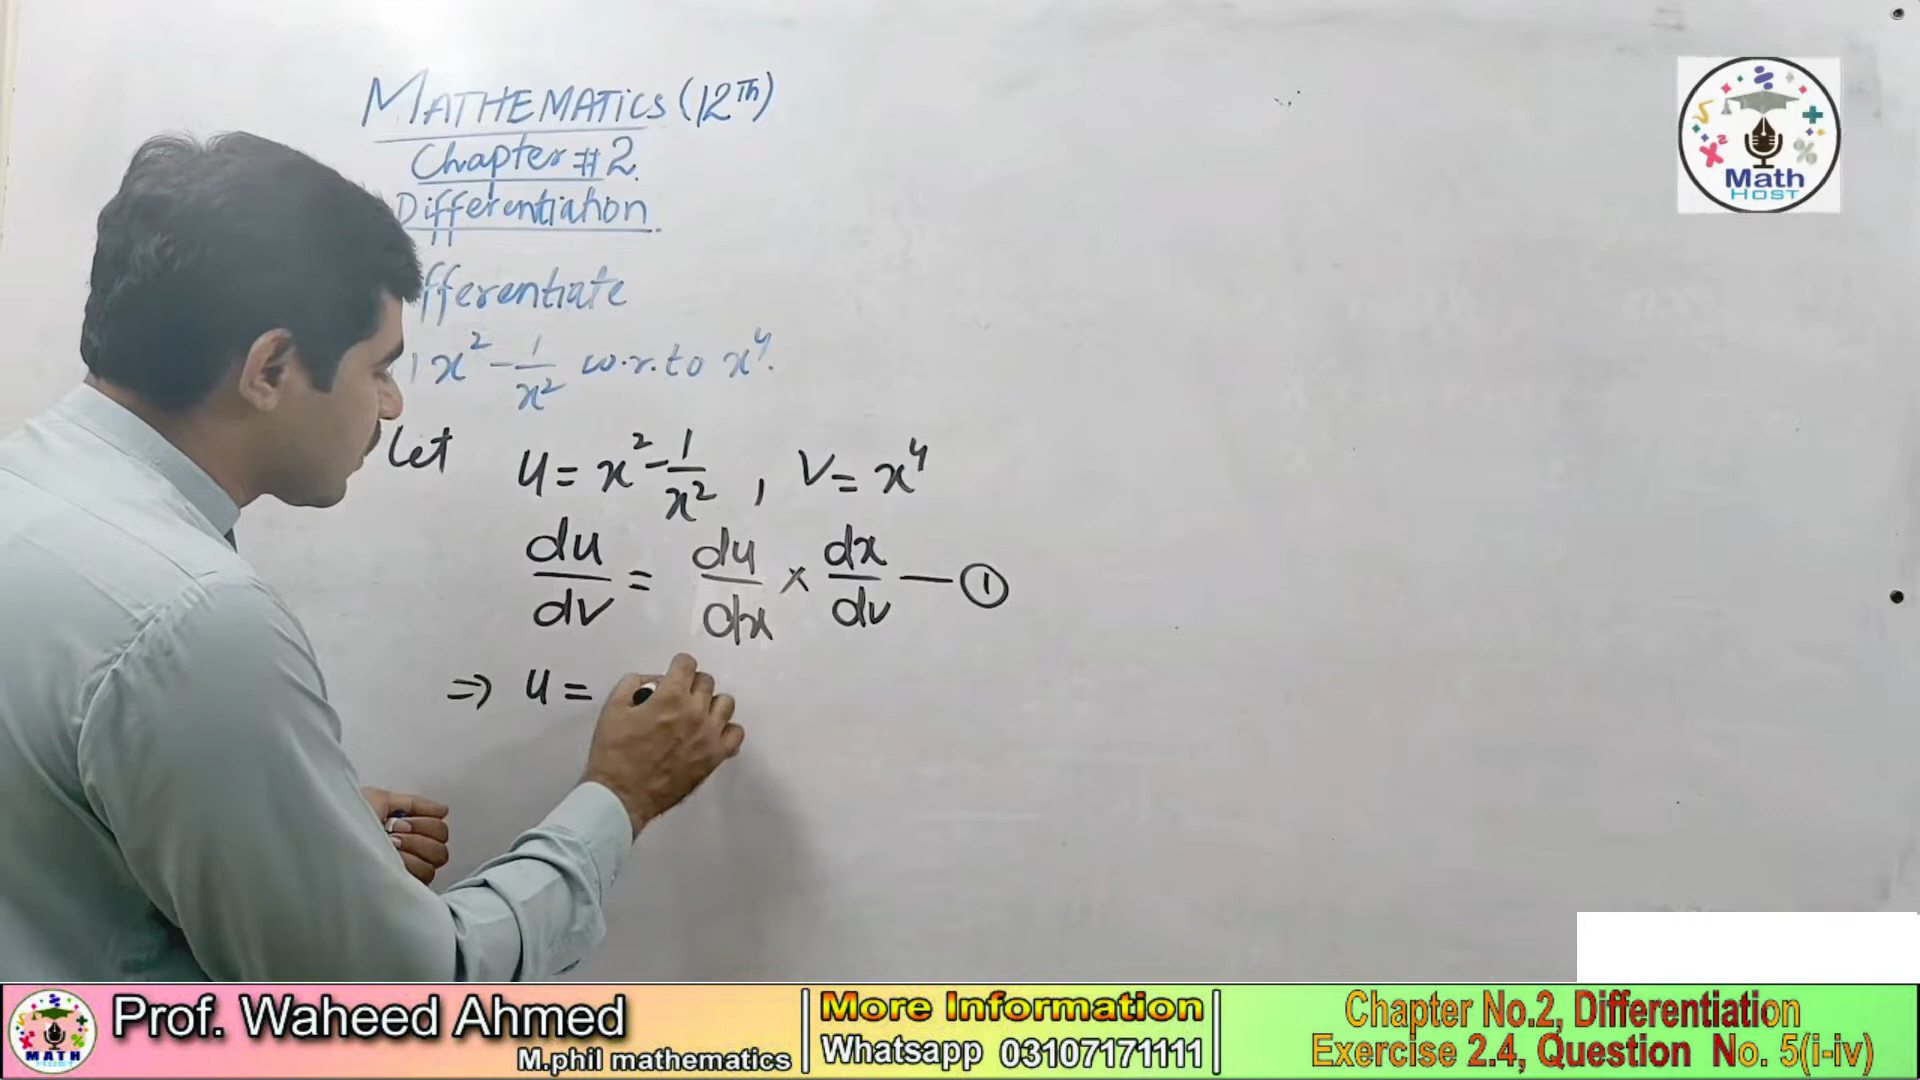 MATHEMATICS (12Th)
Chapter # 2.
Differentiation.
fferentiate
x² - 1/x² w.r.to x⁴.
Let u = x² - 1/x² , V = x⁴
du/dv = du/dx × dx/dv — ①
⇒ u =
Math
HOST
MATH
HOST
Prof. Waheed Ahmed
M.phil mathematics
More Information
Whatsapp 03107171111
Chapter No.2, Differentiation
Exercise 2.4, Question No. 5(i-iv)